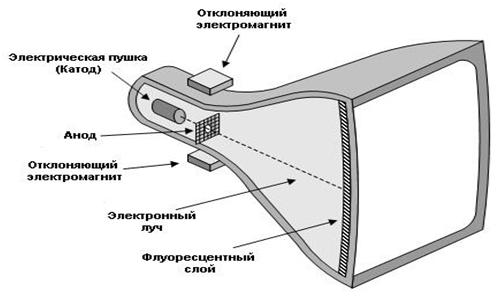 Отклоняющий
электромагнит
Электрическая пушка
(Катод)
Анод
Отклоняющий
электромагнит
Электронный
луч
Флуоресцентный
слой